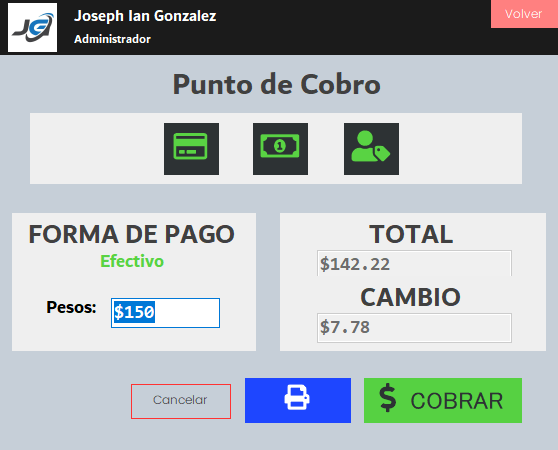 JG
Joseph Ian Gonzalez
Administrador
Volver
Punto de Cobro
1
FORMA DE PAGO
Efectivo
Pesos: $150
TOTAL
$142.22
CAMBIO
$7.78
Cancelar
$ COBRAR